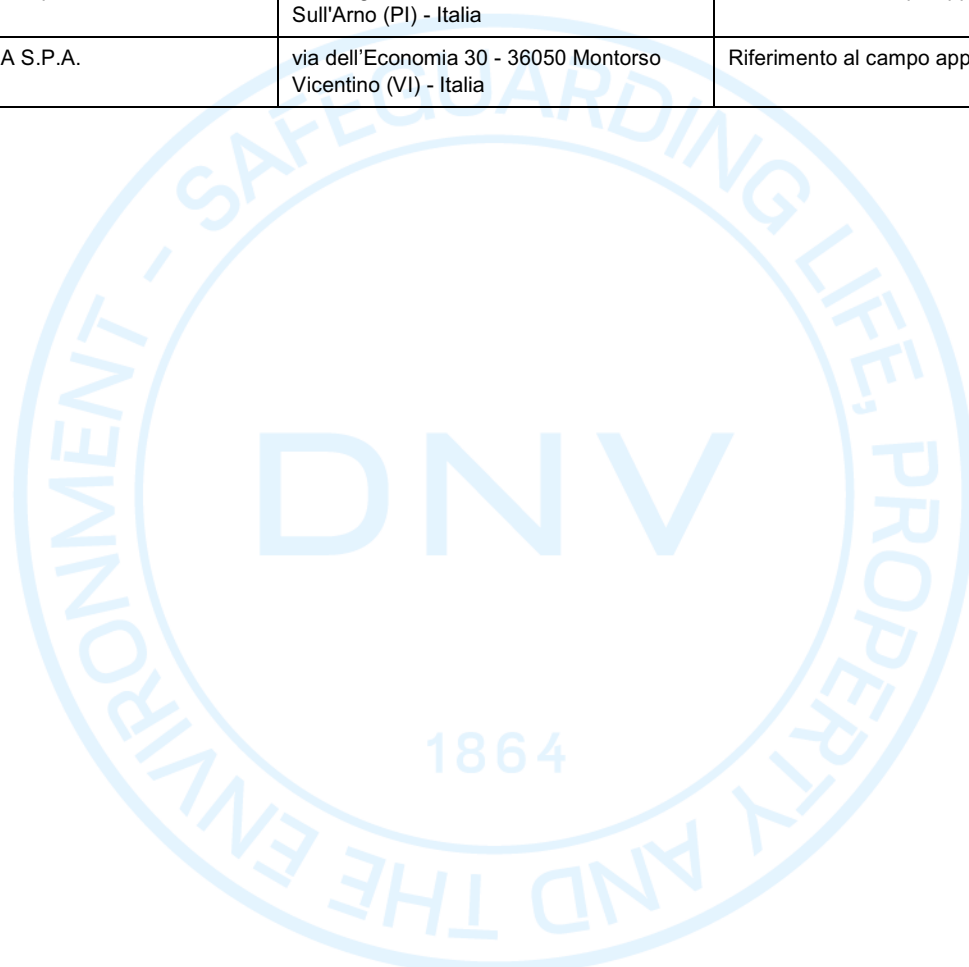 Sull'Arno (PI) - Italia
A S.P.A.
via dell’Economia 30 - 36050 Montorso
Vicentino (VI) - Italia
Riferimento al campo app
SAFEGUARDING LIFE, PROPERTY AND THE ENVIRONMENT -
DNV
1864